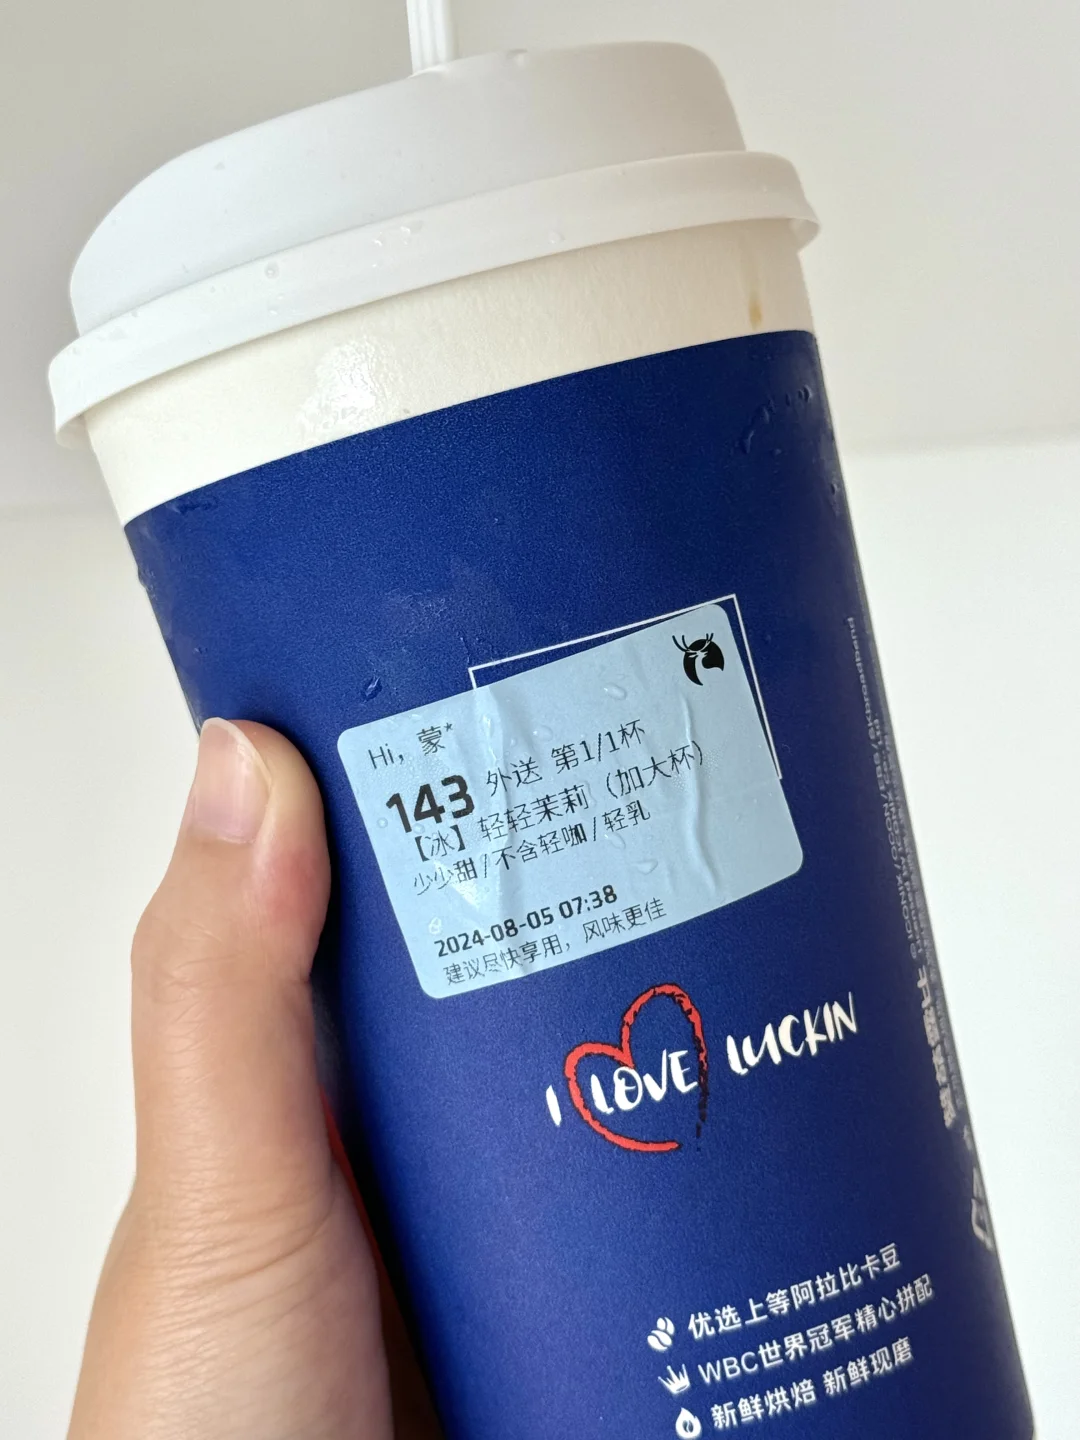 Hi，蒙*
143 外送 第1/1杯
【冰】轻轻茉莉（加大杯）
少少甜/不含轻咖/轻乳
2024-08-05 07:38
建议尽快享用，风味更佳
I LOVE LUCKIN
优选上等阿拉比卡豆
WBC世界冠军精心拼配
新鲜烘焙 新鲜现磨